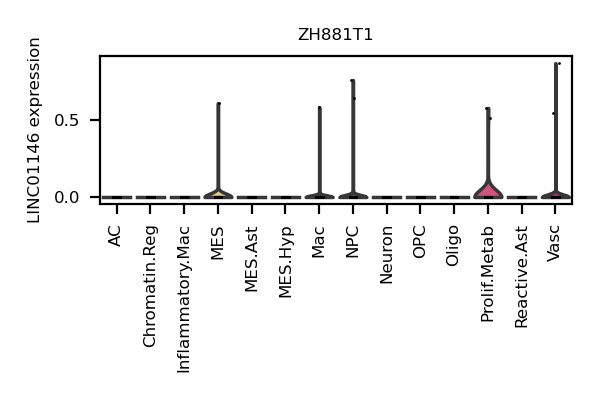 ZH881T1
LINC01146 expression
0.5
0.0
AC
Chromatin.Reg
Inflammatory.Mac
MES
MES.Ast
MES.Hyp
Mac
NPC
Neuron
OPC
Oligo
Prolif.Metab
Reactive.Ast
Vasc